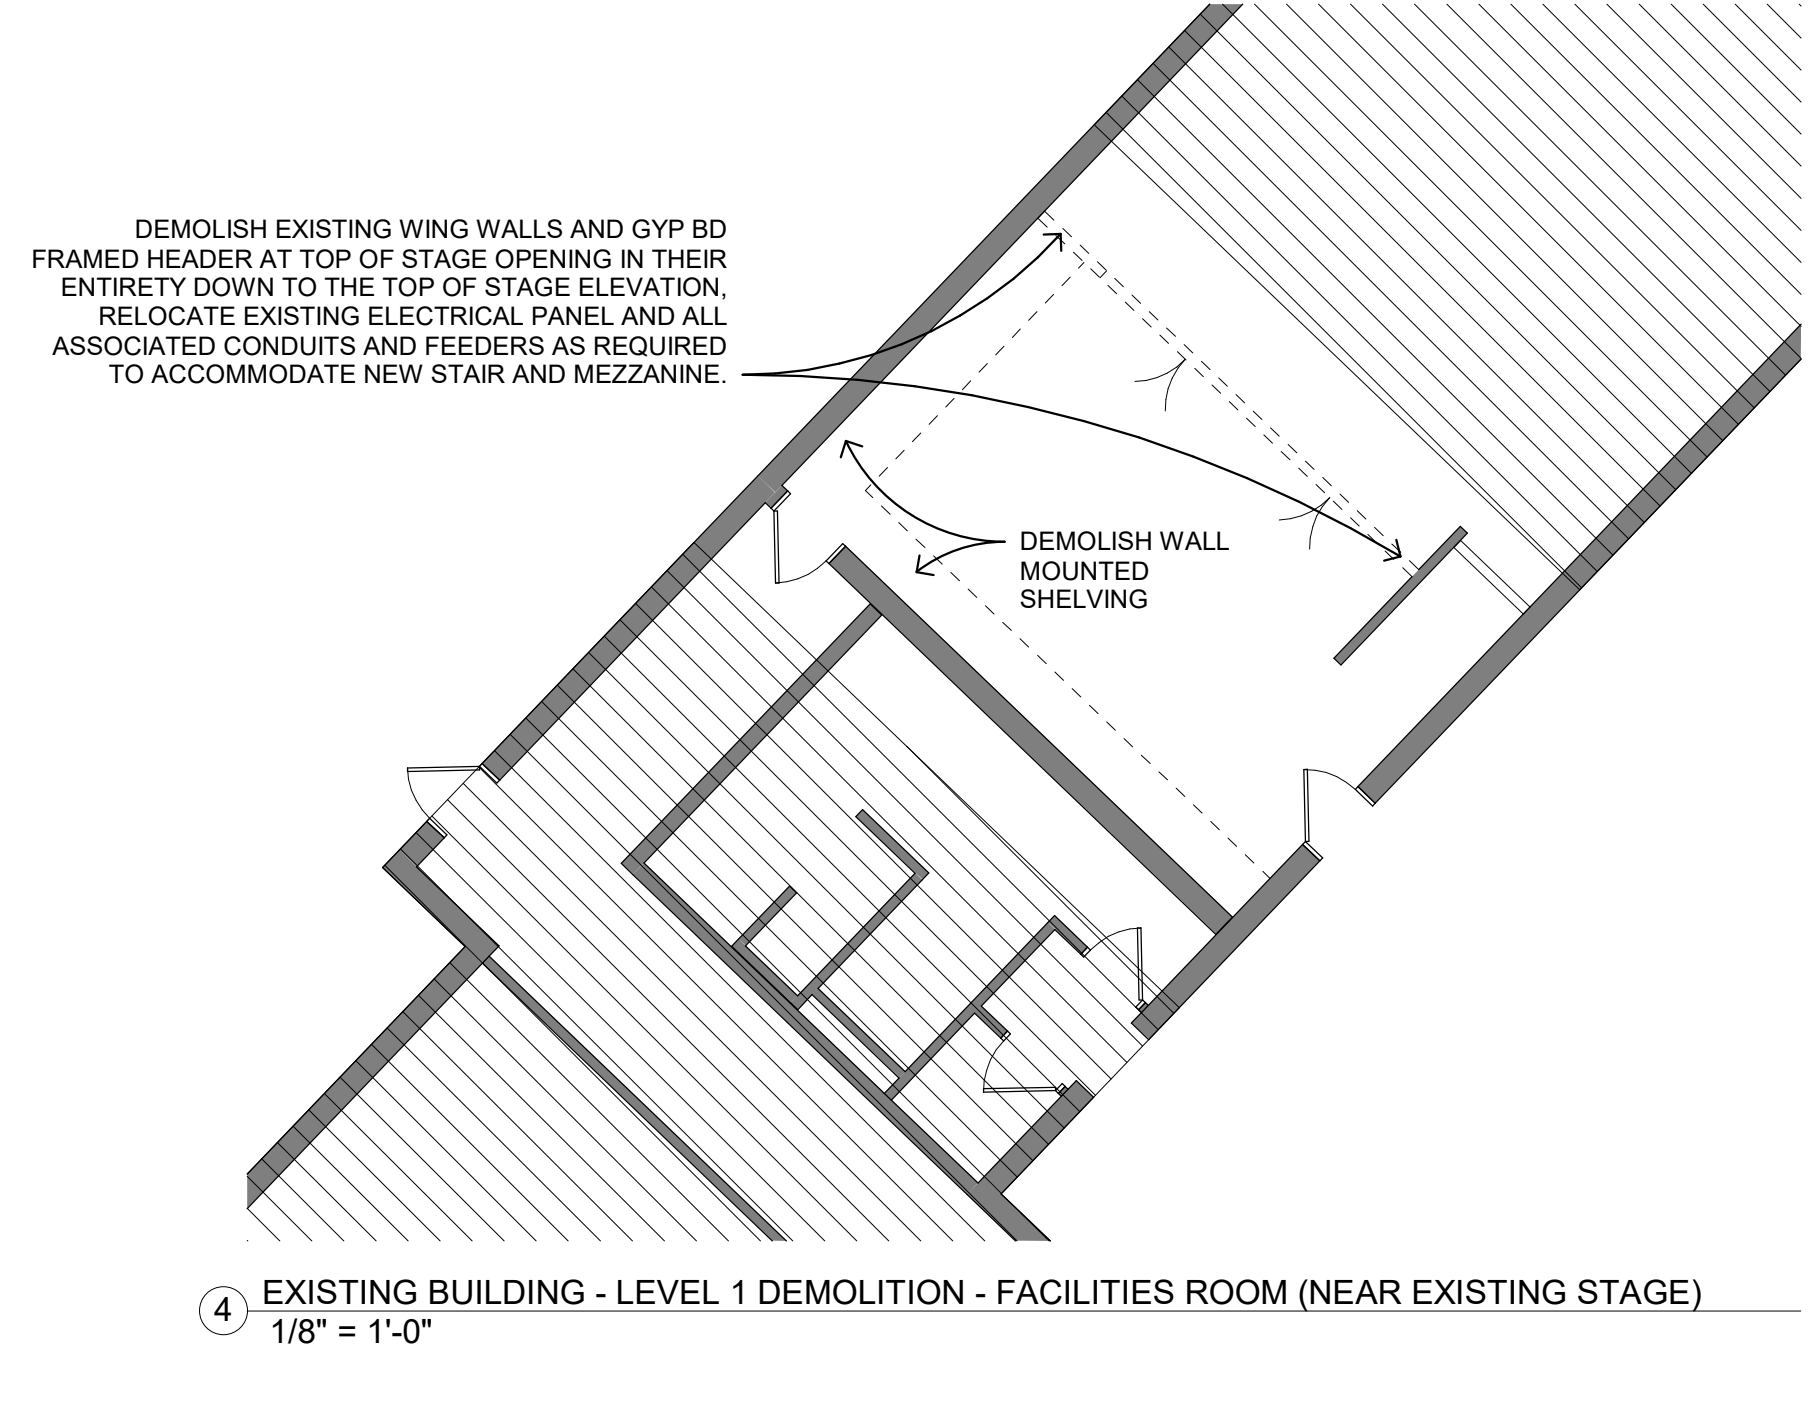 DEMOLISH EXISTING WING WALLS AND GYP BD
FRAMED HEADER AT TOP OF STAGE OPENING IN THEIR
ENTIRETY DOWN TO THE TOP OF STAGE ELEVATION,
RELOCATE EXISTING ELECTRICAL PANEL AND ALL
ASSOCIATED CONDUITS AND FEEDERS AS REQUIRED
TO ACCOMMODATE NEW STAIR AND MEZZANINE.
DEMOLISH WALL
MOUNTED
SHELVING
4
EXISTING BUILDING - LEVEL 1 DEMOLITION - FACILITIES ROOM (NEAR EXISTING STAGE)
1/8" = 1'-0"